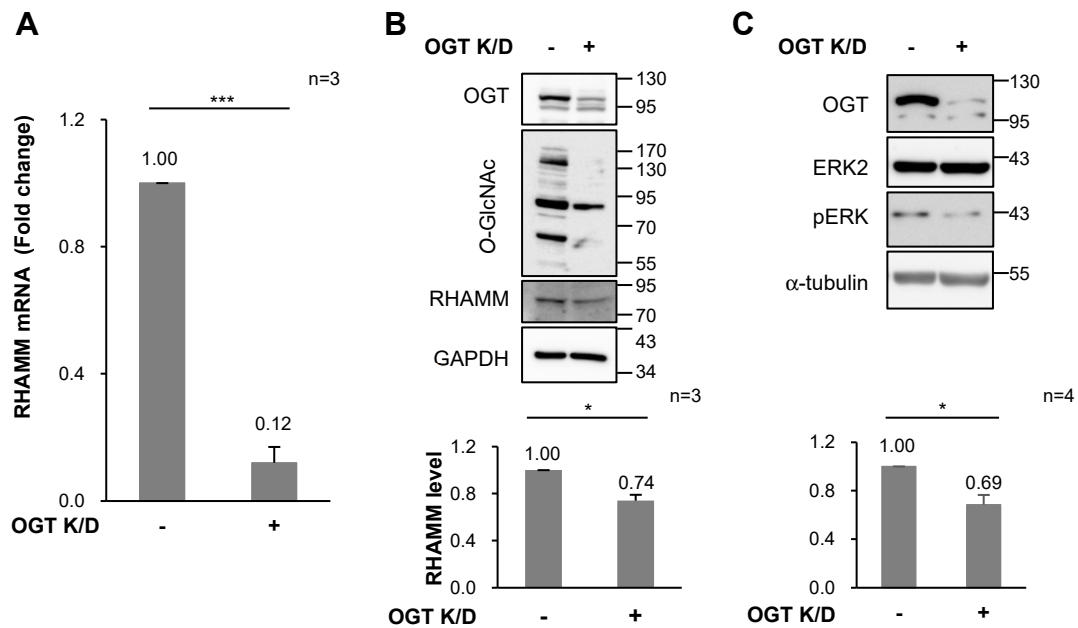 A
n=3
***
RHAMM mRNA (Fold change)
1.2
1.00
0.8
0.4
0.12
0.0
OGT K/D - +
B
OGT K/D - +
OGT
130
95
O-GlcNAc
170
130
95
70
55
RHAMM
95
70
GAPDH
43
34
n=3
*
RHAMM level
1.2
1.00
0.8
0.74
0.4
0.0
OGT K/D - +
C
OGT K/D - +
OGT
130
95
ERK2
43
pERK
43
α-tubulin
55
n=4
*
1.2
1.00
0.8
0.69
0.4
0.0
OGT K/D - +